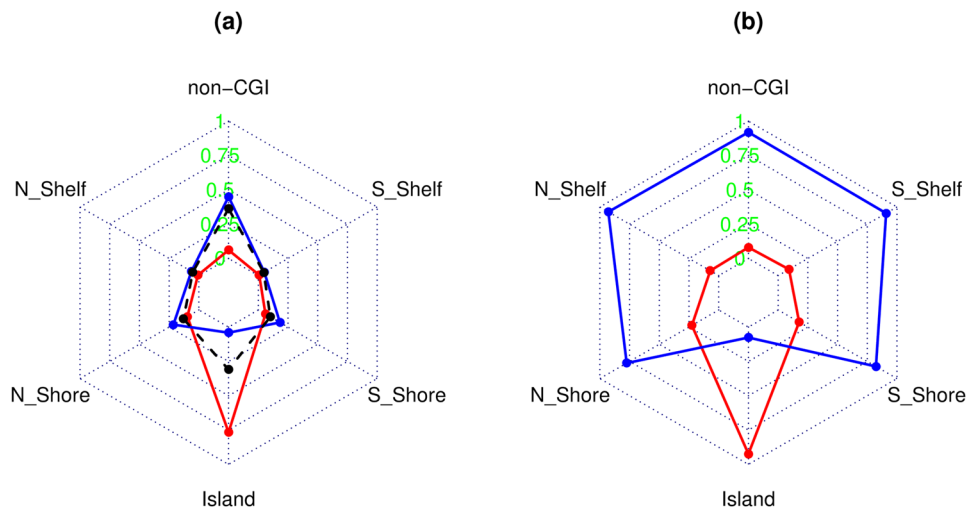 (a)
non−CGI
1
0.75
0.5
0.25
0
N_Shelf
S_Shelf
N_Shore
S_Shore
Island
(b)
non−CGI
1
0.75
0.5
0.25
0
N_Shelf
S_Shelf
N_Shore
S_Shore
Island